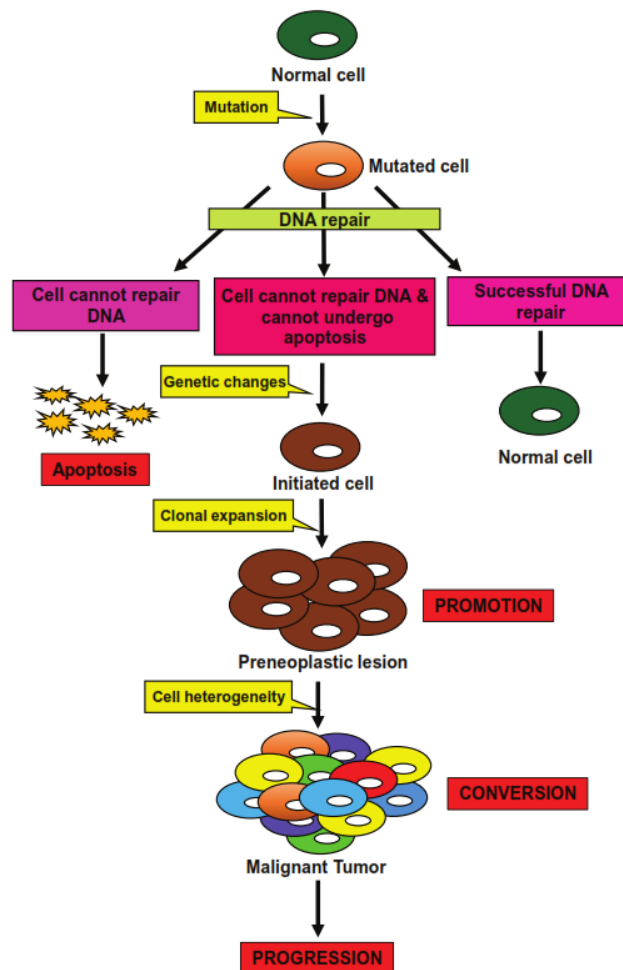 Normal cell
Mutation
Mutated cell
DNA repair
Cell cannot repair
DNA
Cell cannot repair DNA &
cannot undergo
apoptosis
Successful DNA
repair
Genetic changes
Apoptosis
Initiated cell
Normal cell
Clonal expansion
PROMOTION
Preneoplastic lesion
Cell heterogeneity
CONVERSION
Malignant Tumor
PROGRESSION